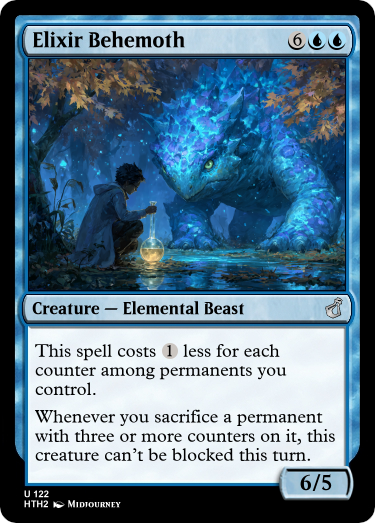 Elixir Behemoth 6
Creature — Elemental Beast
This spell costs 1 less for each
counter among permanents you
control.
Whenever you sacrifice a permanent
with three or more counters on it, this
creature can't be blocked this turn.
6/5
U 122
HTH2 Midjourney